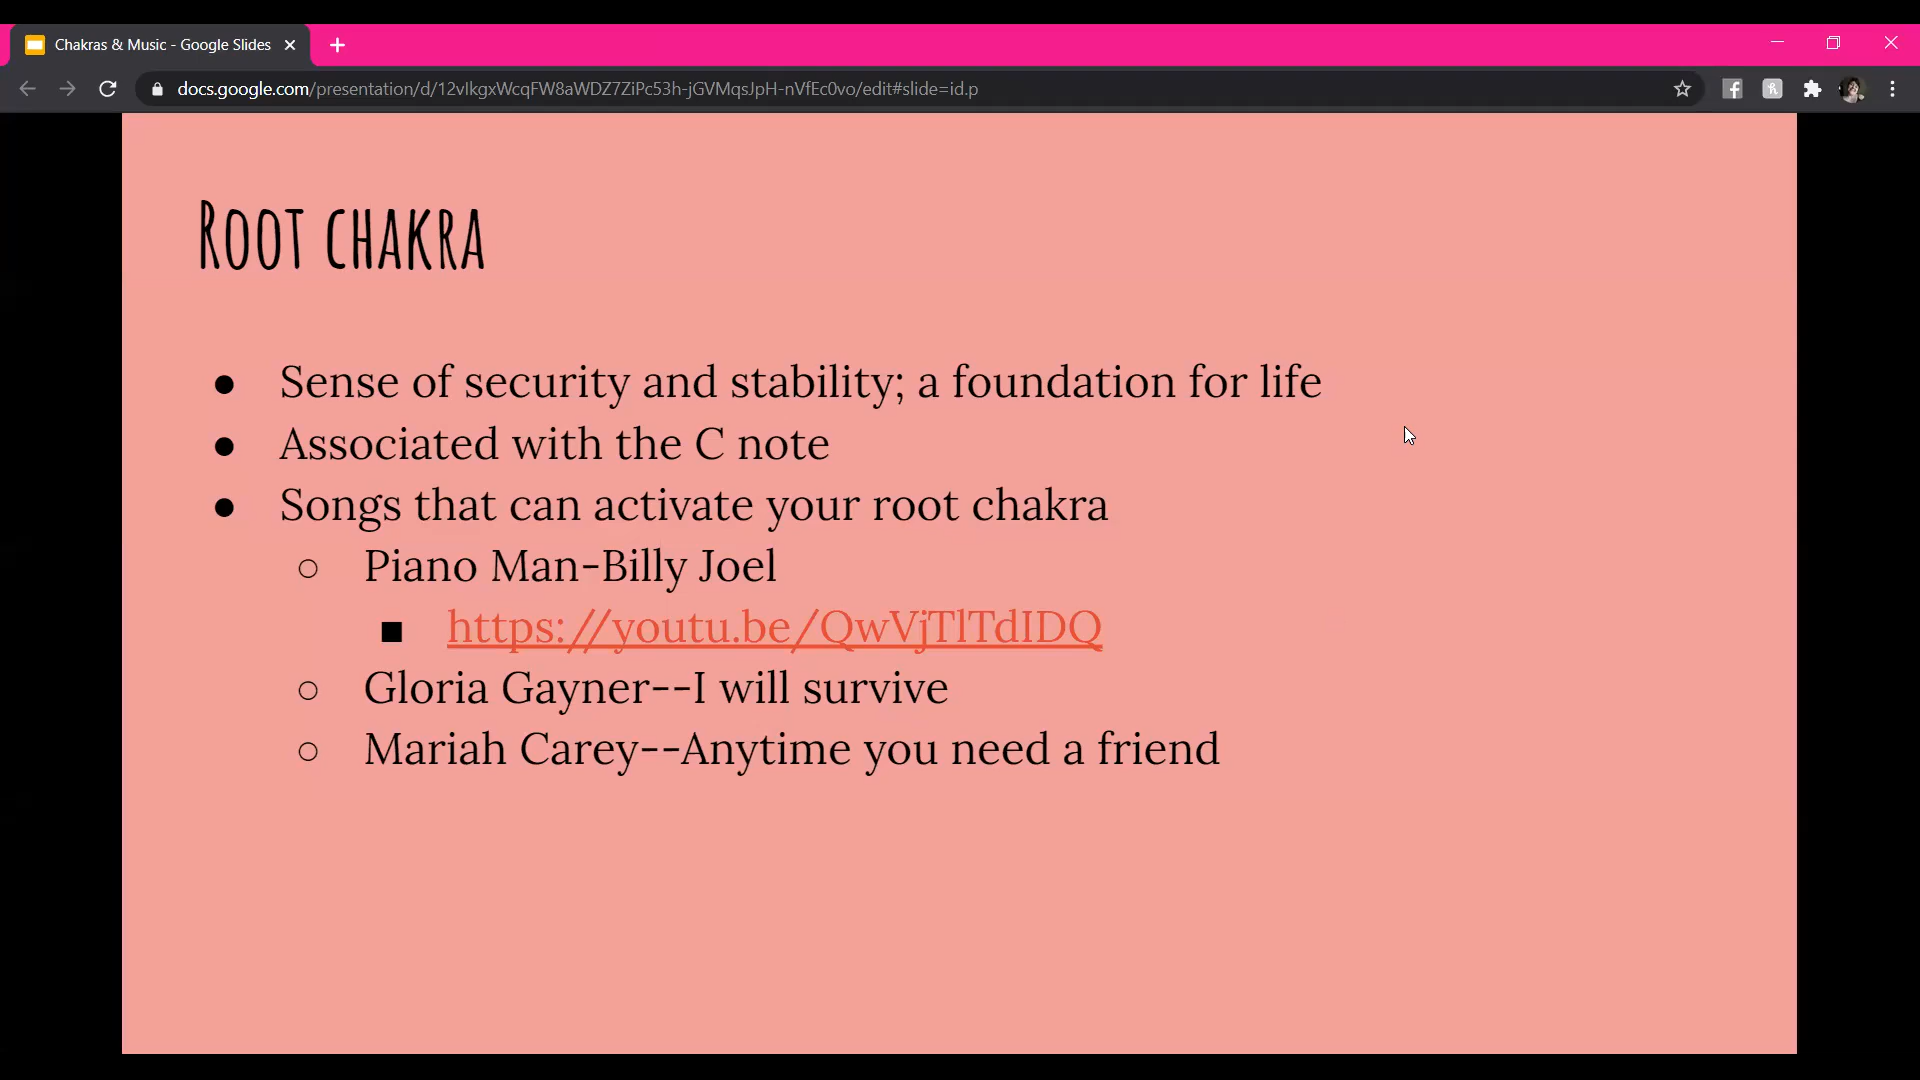 Chakras & Music - Google Slides
docs.google.com/presentation/d/12vIkgxWcqFW8aWDZ7ZiPc53h-jGVMqsJpH-nVfEc0vo/edit#slide=id.p
ROOT CHAKRA
● Sense of security and stability; a foundation for life
● Associated with the C note
● Songs that can activate your root chakra
○ Piano Man-Billy Joel
■ https://youtu.be/QwVjTlTdIDQ
○ Gloria Gayner--I will survive
○ Mariah Carey--Anytime you need a friend